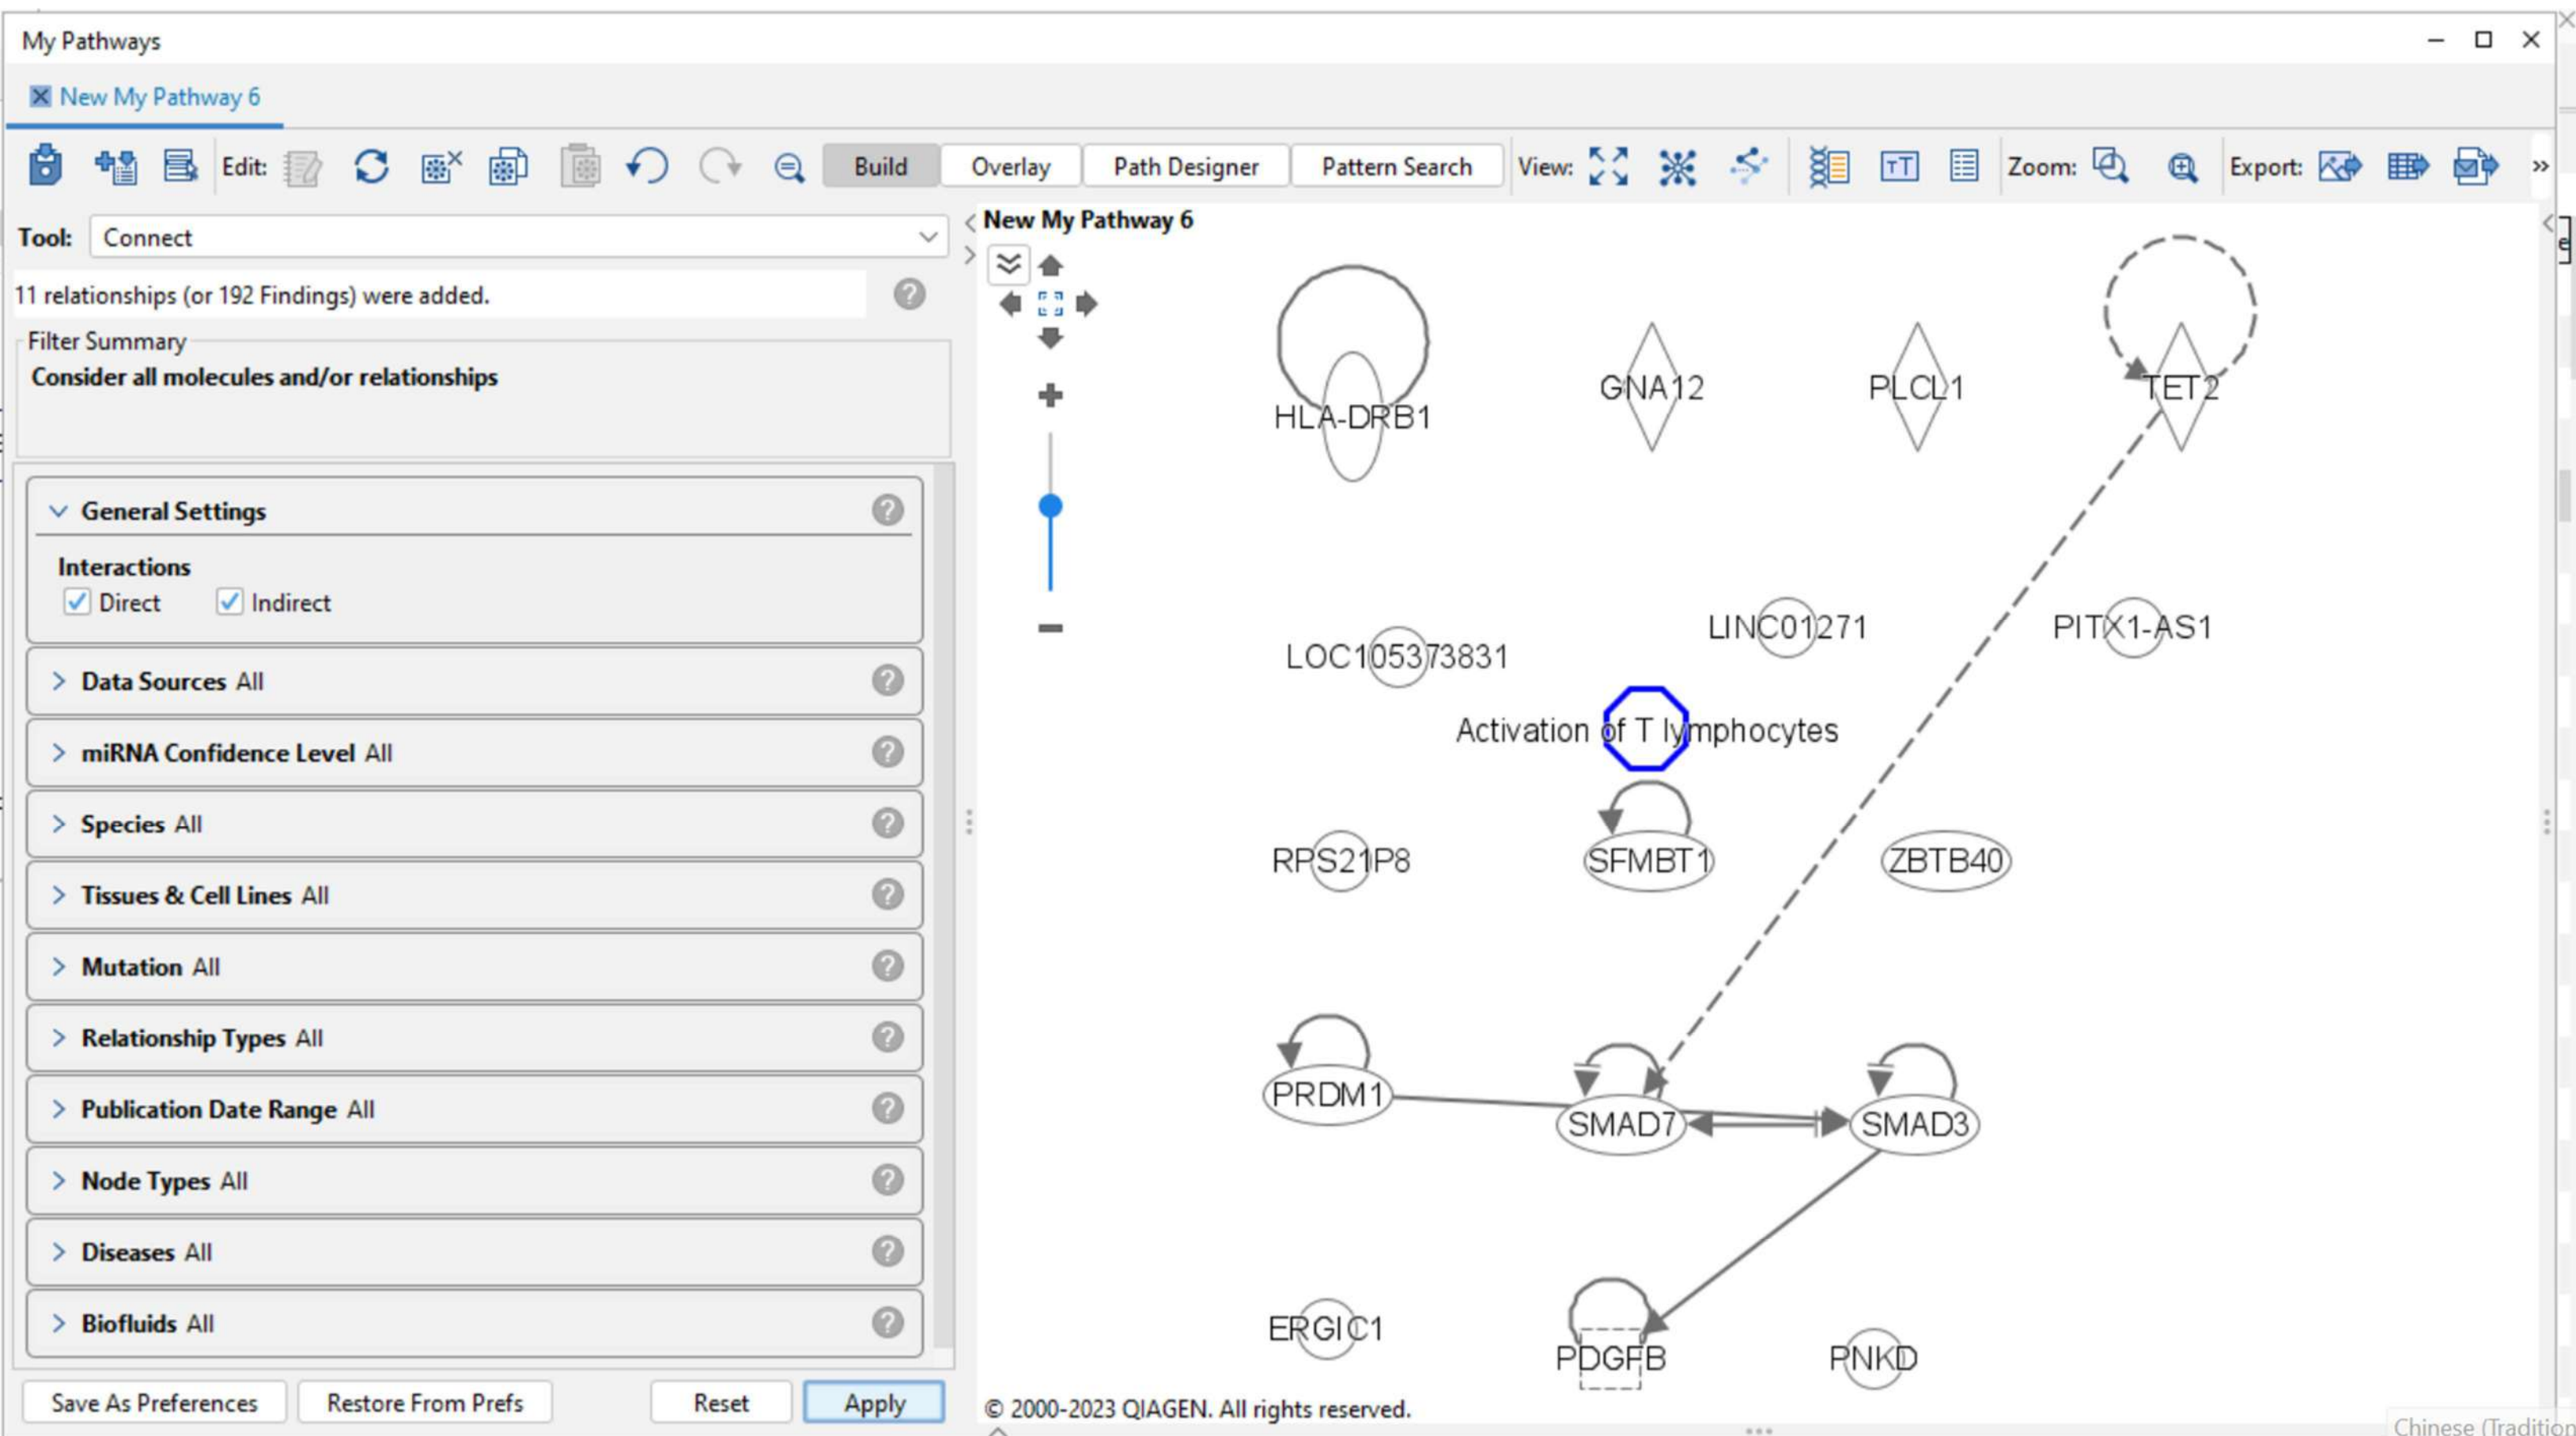 My Pathways
New My Pathway 6
Edit: Build Overlay Path Designer Pattern Search View: Zoom: Export: »
Tool: Connect
11 relationships (or 192 Findings) were added.
Filter Summary
Consider all molecules and/or relationships
General Settings
Interactions
Direct Indirect
Data Sources All
miRNA Confidence Level All
Species All
Tissues & Cell Lines All
Mutation All
Relationship Types All
Publication Date Range All
Node Types All
Diseases All
Biofluids All
Save As Preferences Restore From Prefs Reset Apply
New My Pathway 6
HLA-DRB1 GNA12 PLCL1 TET2
LOC105373831 LINC01271 PITX1-AS1
Activation of T lymphocytes
RPS21P8 SFMBT1 ZBTB40
PRDM1 SMAD7 SMAD3
ERGIC1 PDGFB PNKD
© 2000-2023 QIAGEN. All rights reserved.